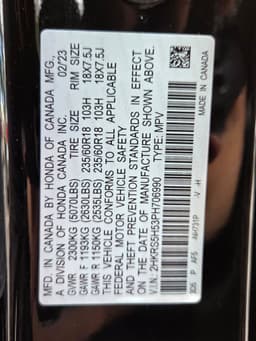 MFD. IN CANADA BY HONDA OF CANADA MFG.,
A DIVISION OF HONDA CANADA INC. 02/23
GVWR 2300KG (5070LBS) TIRE SIZE RIM SIZE
GAWR F 1193KG (2630LBS) 235/60R18 103H 18X7.5J
GAWR R 1150KG (2535LBS) 235/60R18 103H 18X7.5J
THIS VEHICLE CONFORMS TO ALL APPLICABLE
FEDERAL MOTOR VEHICLE SAFETY
AND THEFT PREVENTION STANDARDS IN EFFECT
ON THE DATE OF MANUFACTURE SHOWN ABOVE.
V.I.N. 2HKRS5H53PH706990 TYPE: MPV
MADE IN CANADA